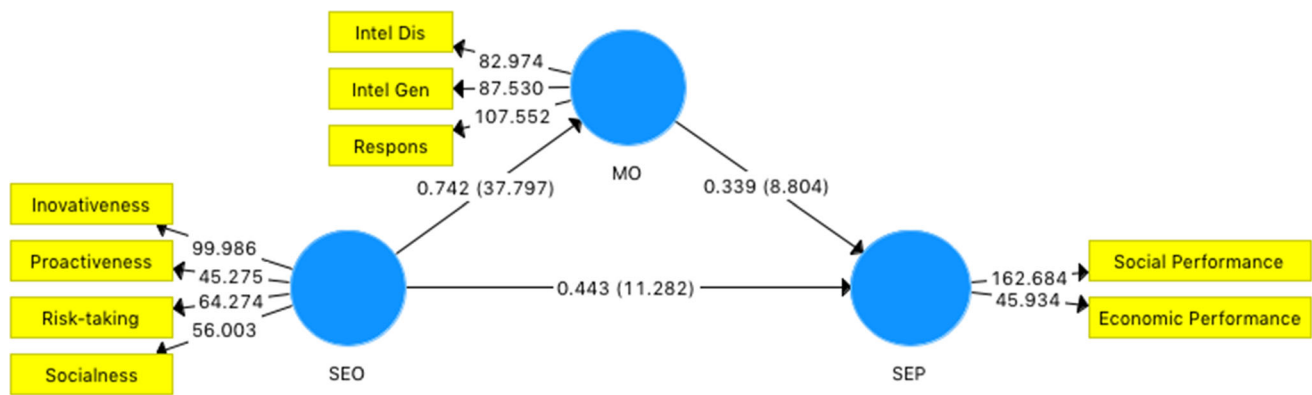 Intel Dis
82.974
Intel Gen
87.530
107.552
Respons
MO
0.742 (37.797)
0.339 (8.804)
Inovativeness
99.986
Proactiveness
45.275
64.274
Risk-taking
56.003
Socialness
SEO
0.443 (11.282)
SEP
162.684
Social Performance
45.934
Economic Performance